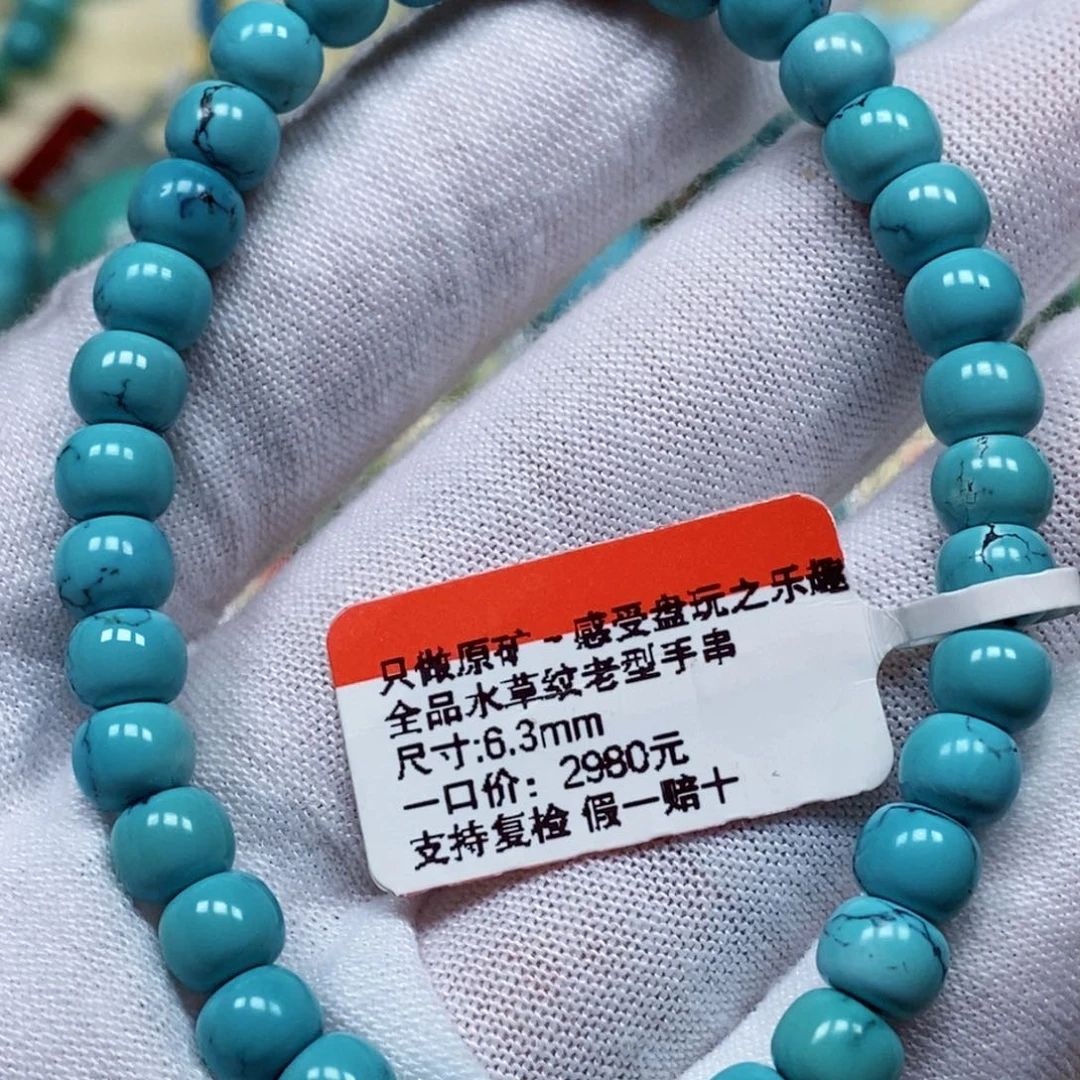 只做原矿~感受盘玩之乐趣
全品水草纹老型手串
尺寸:6.3mm
一口价：2980元
支持复检 假一赔十